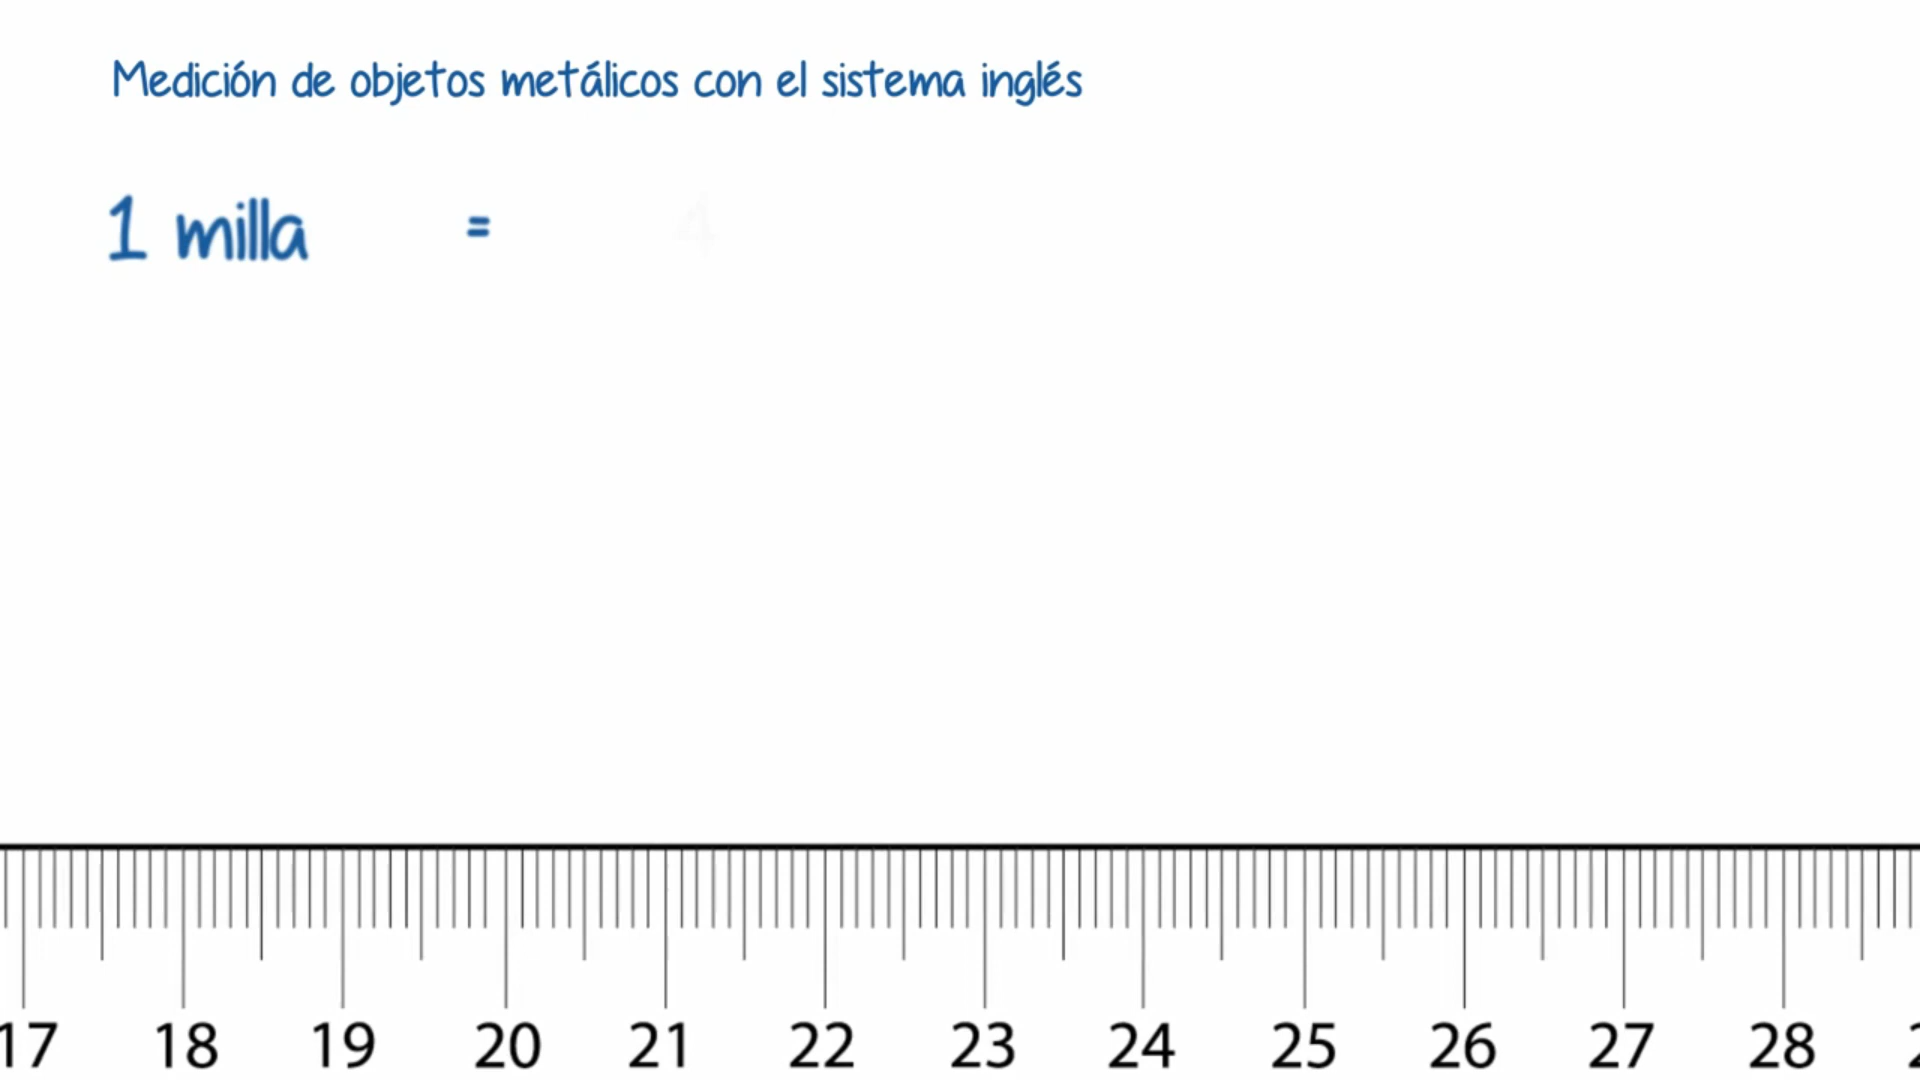 Medición de objetos metálicos con el sistema inglés
1 milla = 4
17 18 19 20 21 22 23 24 25 26 27 28